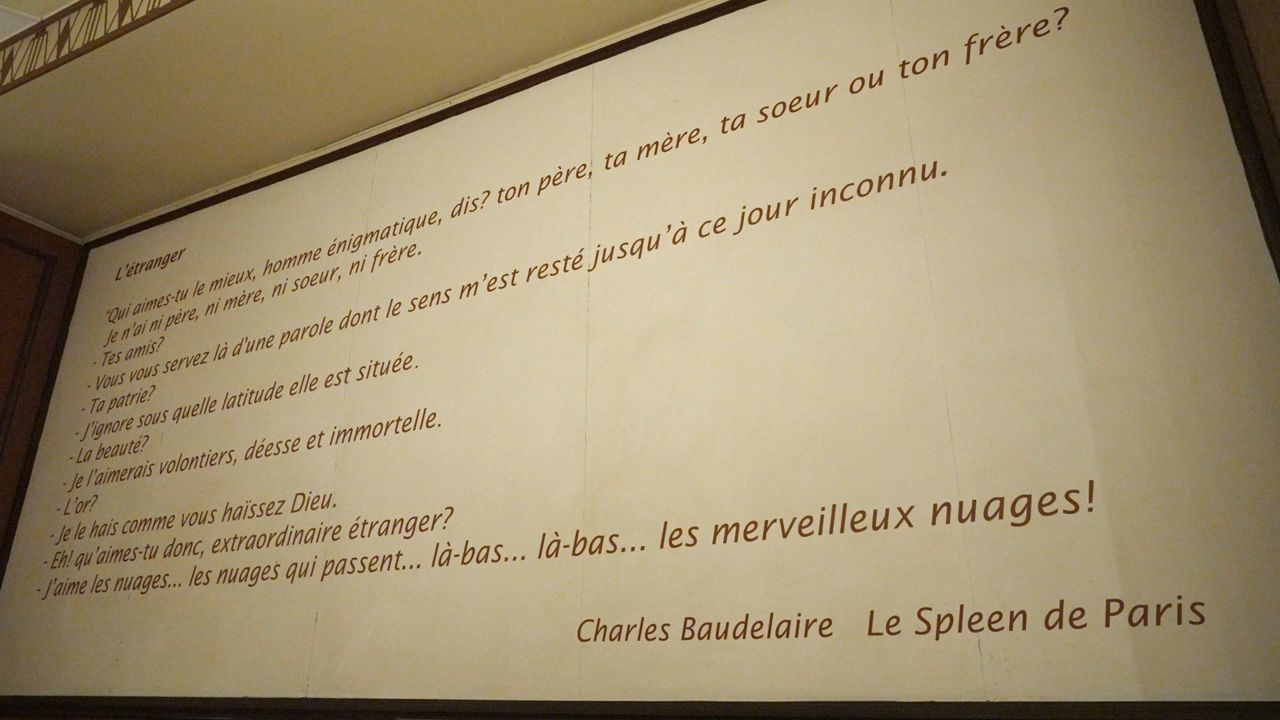 L'étranger
"Qui aimes-tu le mieux, homme énigmatique, dis? ton père, ta mère, ta soeur ou ton frère?
Je n'ai ni père, ni mère, ni soeur, ni frère.
- Tes amis?
- Vous vous servez là d'une parole dont le sens m'est resté jusqu'à ce jour inconnu.
- Ta patrie?
- J'ignore sous quelle latitude elle est située.
- La beauté?
- Je l'aimerais volontiers, déesse et immortelle.
- L'or?
- Je le hais comme vous haïssez Dieu.
- Eh! qu'aimes-tu donc, extraordinaire étranger?
- J'aime les nuages... les nuages qui passent... là-bas... là-bas... les merveilleux nuages!
Charles Baudelaire Le Spleen de Paris